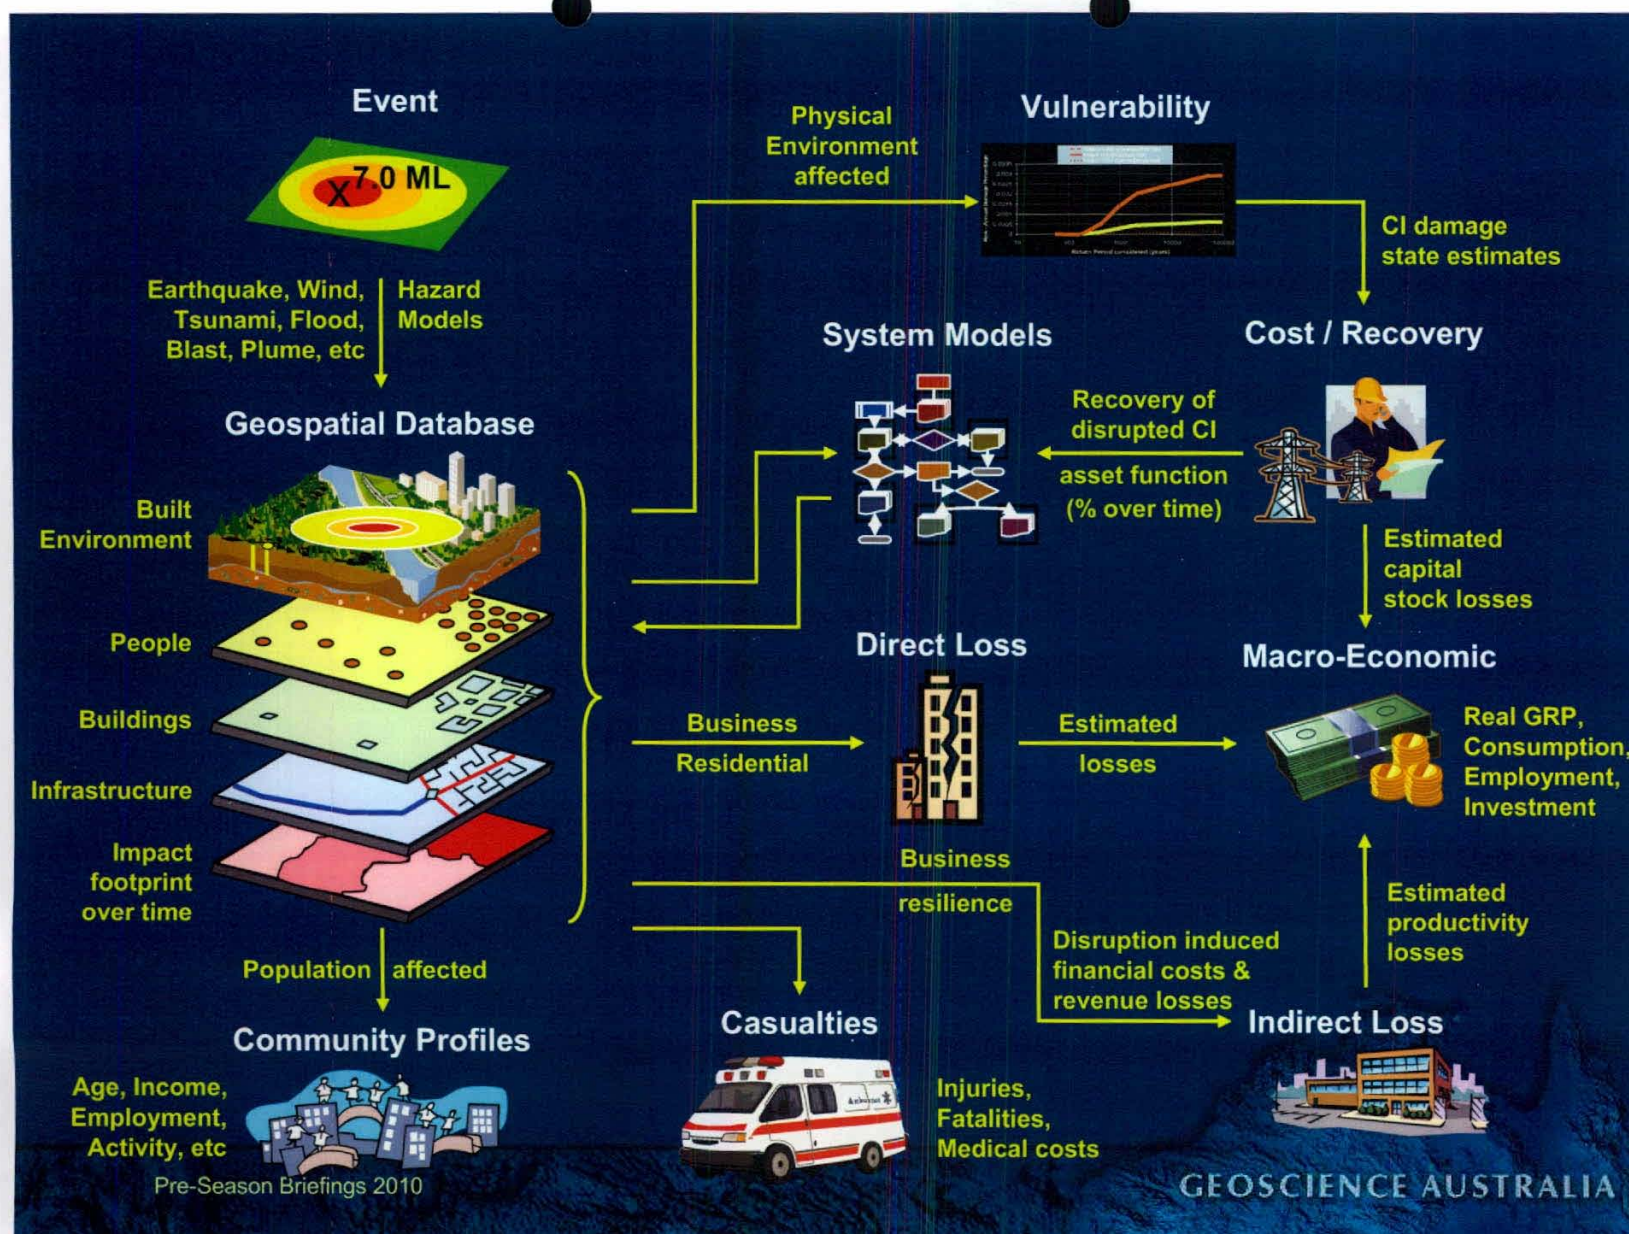 Event
7.0 ML
X
Earthquake, Wind,
Tsunami, Flood,
Blast, Plume, etc
Hazard
Models
Geospatial Database
Built
Environment
People
Buildings
Infrastructure
Impact
footprint
over time
Population affected
Community Profiles
Age, Income,
Employment,
Activity, etc
Pre-Season Briefings 2010
Physical
Environment
affected
Vulnerability
Return Period considered (years)
CI damage
state estimates
System Models
Cost / Recovery
Recovery of
disrupted CI
asset function
(% over time)
Estimated
capital
stock losses
Direct Loss
Business
Residential
Estimated
losses
Macro-Economic
Real GRP,
Consumption,
Employment,
Investment
Business
resilience
Disruption induced
financial costs &
revenue losses
Estimated
productivity
losses
Casualties
Injuries,
Fatalities,
Medical costs
Indirect Loss
GEOSCIENCE AUSTRALIA